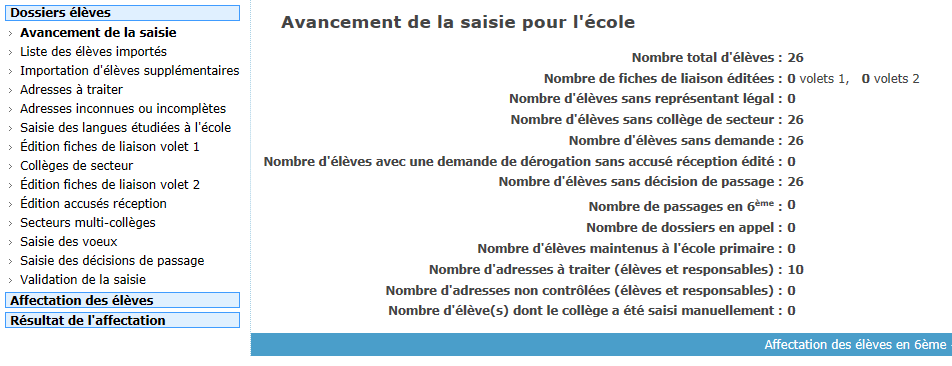 Dossiers élèves
Avancement de la saisie
Liste des élèves importés
Importation d'élèves supplémentaires
Adresses à traiter
Adresses inconnues ou incomplètes
Saisie des langues étudiées à l'école
Édition fiches de liaison volet 1
Collèges de secteur
Édition fiches de liaison volet 2
Édition accusés réception
Secteurs multi-collèges
Saisie des voeux
Saisie des décisions de passage
Validation de la saisie
Affectation des élèves
Résultat de l'affectation
Avancement de la saisie pour l'école
Nombre total d'élèves : 26
Nombre de fiches de liaison éditées : 0 volets 1, 0 volets 2
Nombre d'élèves sans représentant légal : 0
Nombre d'élèves sans collège de secteur : 26
Nombre d'élèves sans demande : 26
Nombre d'élèves avec une demande de dérogation sans accusé réception édité : 0
Nombre d'élèves sans décision de passage : 26
Nombre de passages en 6ème : 0
Nombre de dossiers en appel : 0
Nombre d'élèves maintenus à l'école primaire : 0
Nombre d'adresses à traiter (élèves et responsables) : 10
Nombre d'adresses non contrôlées (élèves et responsables) : 0
Nombre d'élève(s) dont le collège a été saisi manuellement : 0
Affectation des élèves en 6ème -